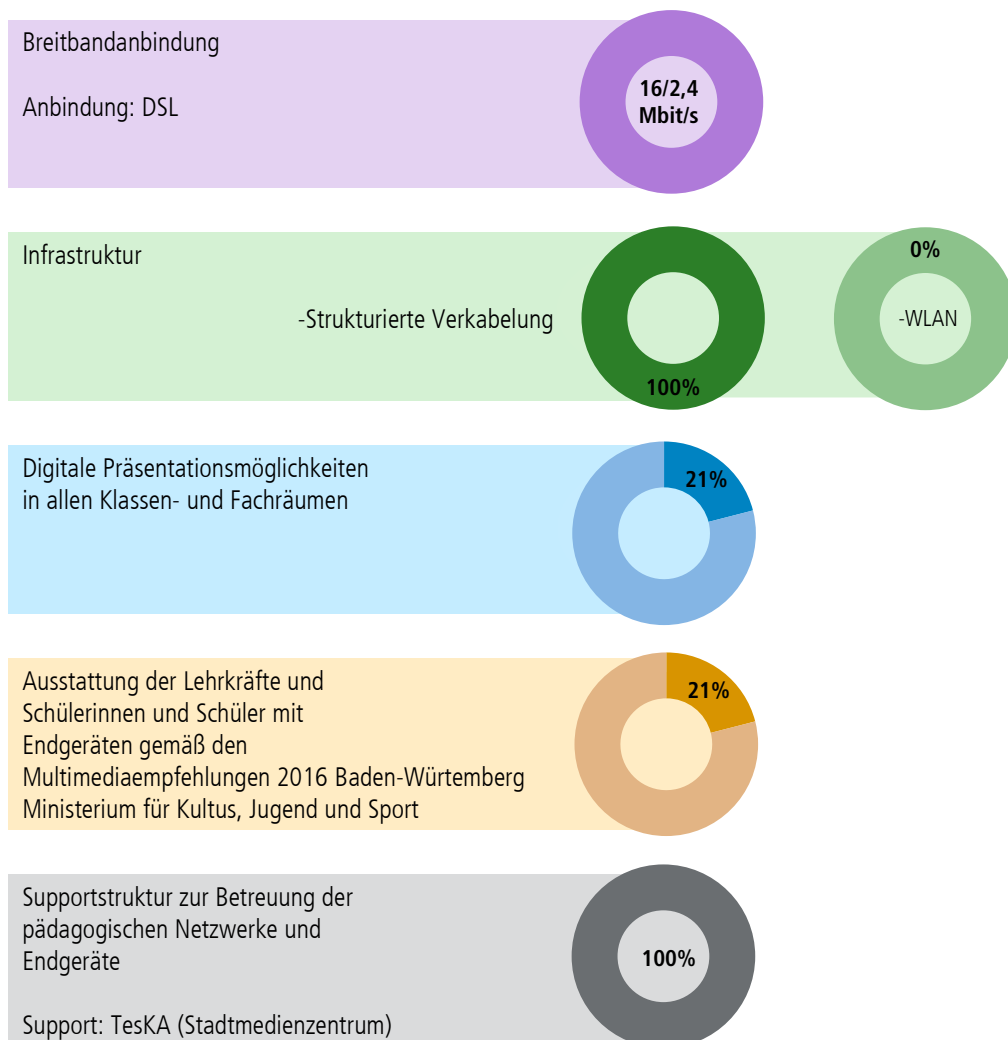 Breitbandanbindung
Anbindung: DSL
16/2,4
Mbit/s
Infrastruktur
-Strukturierte Verkabelung
100%
0%
-WLAN
Digitale Präsentationsmöglichkeiten
in allen Klassen- und Fachräumen
21%
Ausstattung der Lehrkräfte und
Schülerinnen und Schüler mit
Endgeräten gemäß den
Multimediaempfehlungen 2016 Baden-Würtemberg
Ministerium für Kultus, Jugend und Sport
21%
Supportstruktur zur Betreuung der
pädagogischen Netzwerke und
Endgeräte
Support: TesKA (Stadtmedienzentrum)
100%